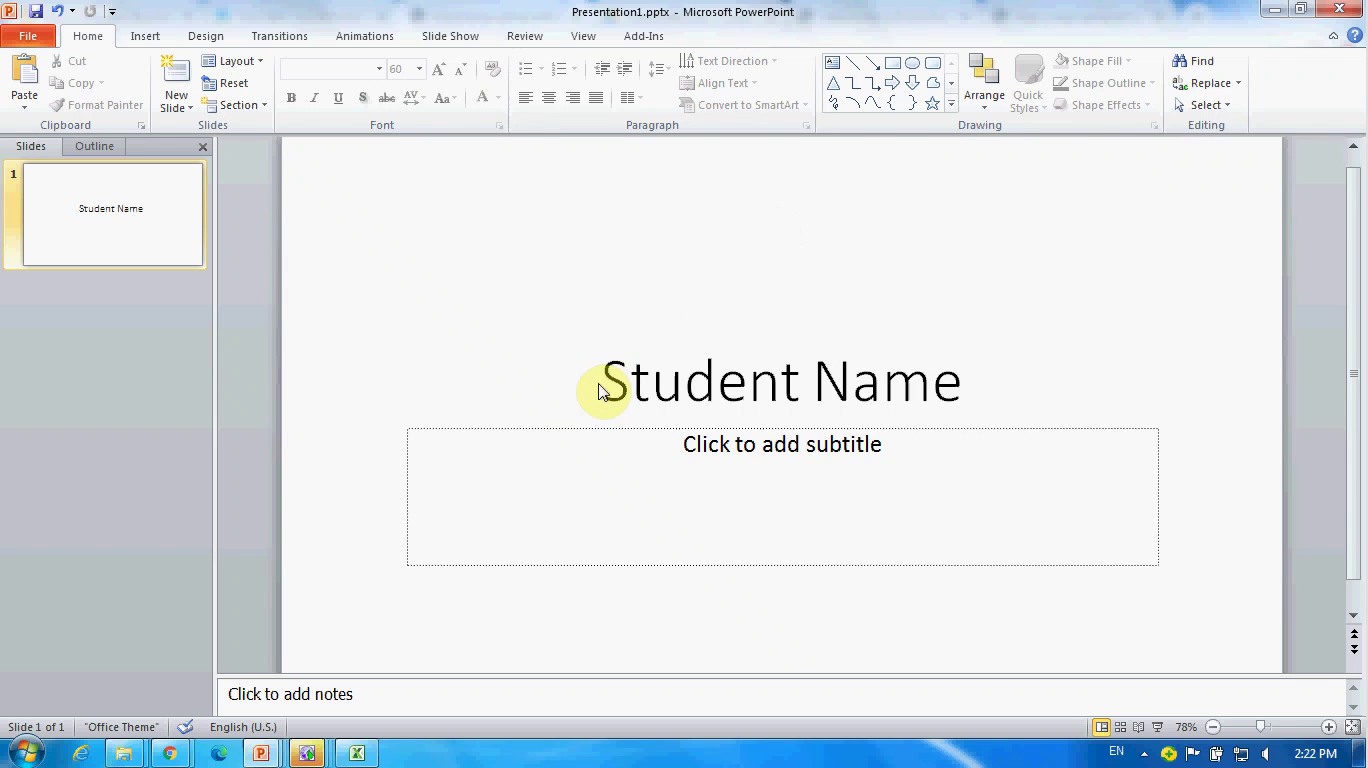 Presentation1.pptx - Microsoft PowerPoint
File Home Insert Design Transitions Animations Slide Show Review View Add-Ins
Paste
Cut
Copy
Format Painter
Clipboard
New Slide
Layout
Reset
Section
Slides
60
B I U S abc AV Aa A
Font
Text Direction
Align Text
Convert to SmartArt
Paragraph
Arrange
Quick Styles
Shape Fill
Shape Outline
Shape Effects
Drawing
Find
Replace
Select
Editing
Slides Outline
1
Student Name
Student Name
Click to add subtitle
Click to add notes
Slide 1 of 1 "Office Theme" English (U.S.) 78%
EN 2:22 PM